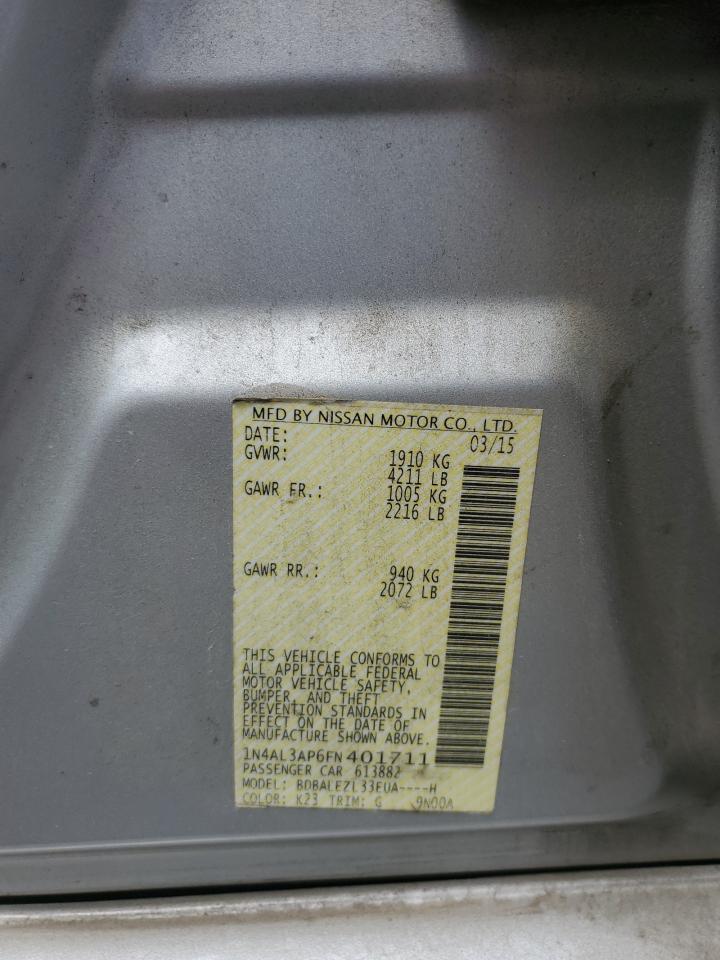 MFD BY NISSAN MOTOR CO., LTD.
DATE: 03/15
GVWR: 1910 KG
4211 LB
GAWR FR.: 1005 KG
2216 LB
GAWR RR.: 940 KG
2072 LB
THIS VEHICLE CONFORMS TO
ALL APPLICABLE FEDERAL
MOTOR VEHICLE SAFETY,
BUMPER, AND THEFT
PREVENTION STANDARDS IN
EFFECT ON THE DATE OF
MANUFACTURE SHOWN ABOVE.
1N4AL3AP6FN401711
PASSENGER CAR 613882
MODEL: BDBALEZL33EUA----H
COLOR: K23 TRIM: G 9N00A